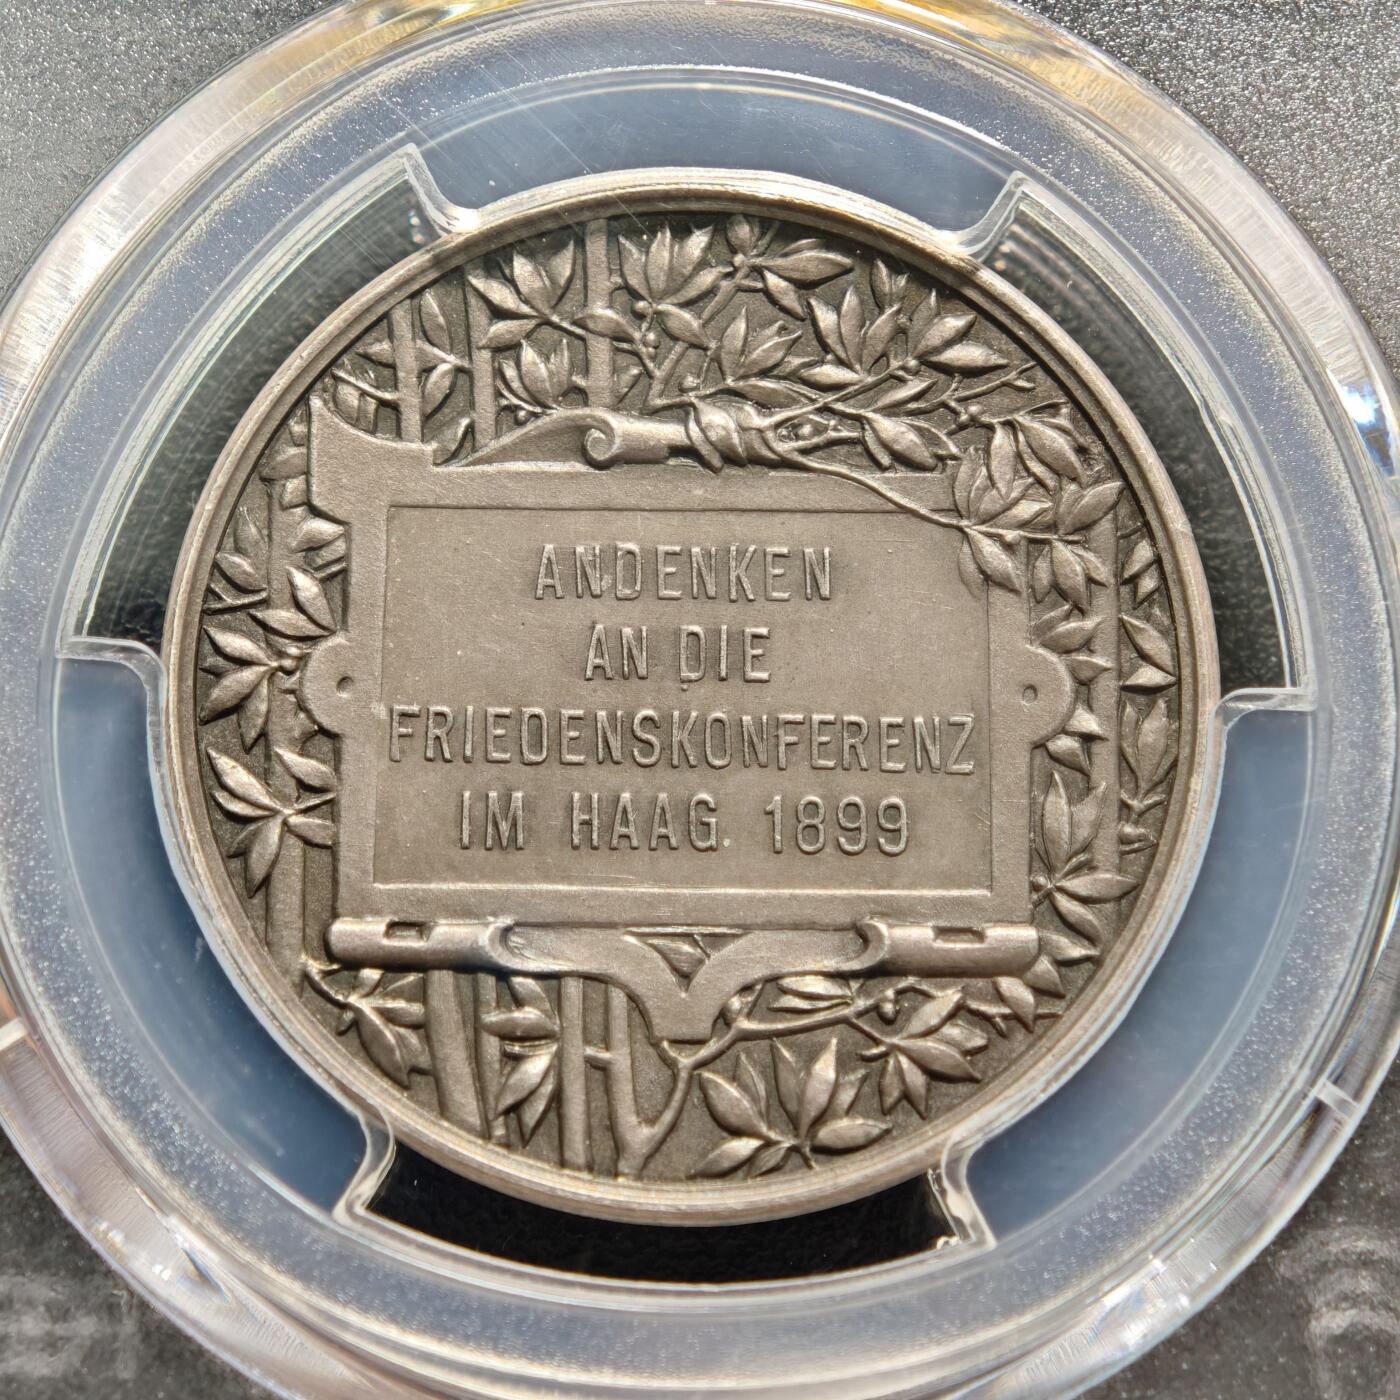 ANDENKEN
AN DIE
FRIEDENSKONFERENZ
IM HAAG. 1899